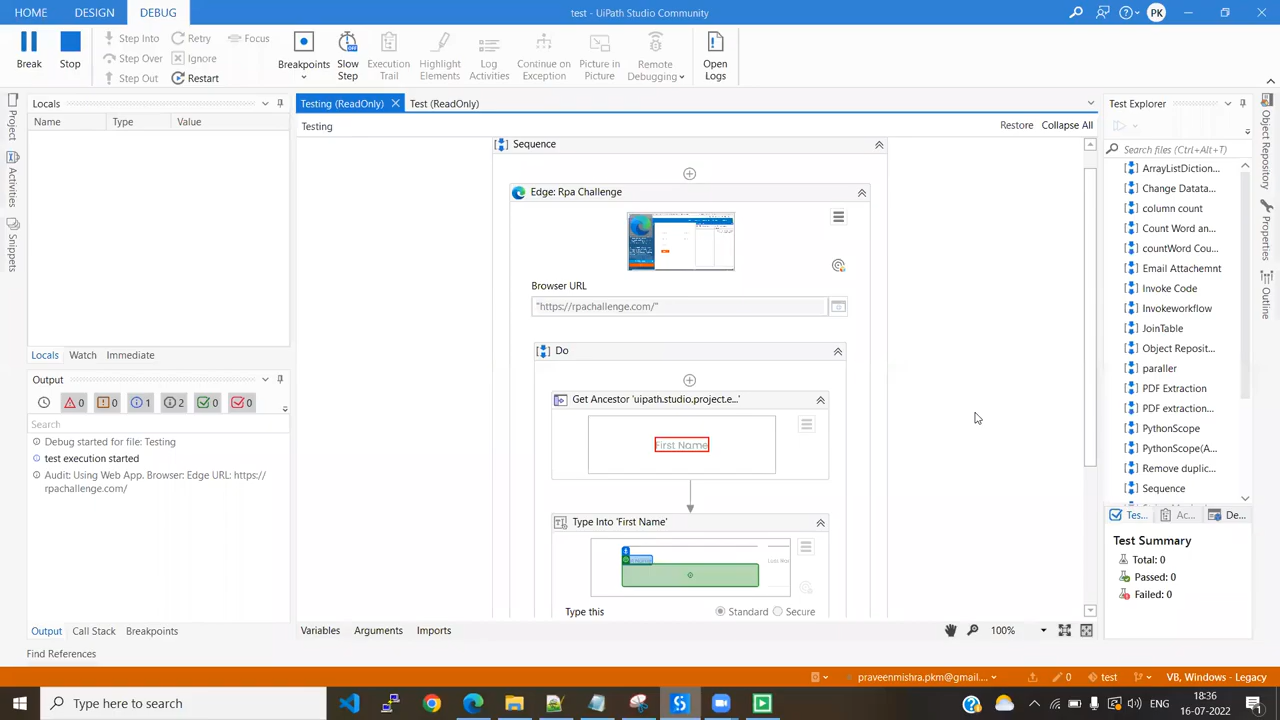 HOME DESIGN DEBUG test - UiPath Studio Community PK
Break Stop Step Into Step Over Step Out Retry Ignore Restart Focus
Breakpoints Slow Step Execution Trail Highlight Elements Log Activities Continue on Exception Picture in Picture Remote Debugging Open Logs
Project
Activities
Snippets
Locals
Name Type Value
Locals Watch Immediate
Output
0 0 1 2 0 0
Search
Debug started for file: Testing
test execution started
Audit: Using Web App. Browser: Edge URL: https://
rpachallenge.com/
Output Call Stack Breakpoints
Find References
Testing (ReadOnly) Test (ReadOnly)
Testing Restore Collapse All
Sequence
Edge: Rpa Challenge
Browser URL
"https://rpachallenge.com/"
Do
Get Ancestor 'uipath.studio.project.e...'
First Name
Type Into 'First Name'
Type this Standard Secure
Variables Arguments Imports 100%
Test Explorer
Search files (Ctrl+Alt+T)
ArrayListDiction...
Change Datata...
column count
Count Word an...
countWord Cou...
Email Attachemnt
Invoke Code
Invokeworkflow
JoinTable
Object Reposit...
paraller
PDF Extraction
PDF extraction...
PythonScope
PythonScope(A...
Remove duplic...
Sequence
Tes... Ac... De...
Test Summary
Total: 0
Passed: 0
Failed: 0
Object Repository
Properties
Outline
praveenmishra.pkm@gmail.... 0 test VB, Windows - Legacy
Type here to search
18:36
16-07-2022